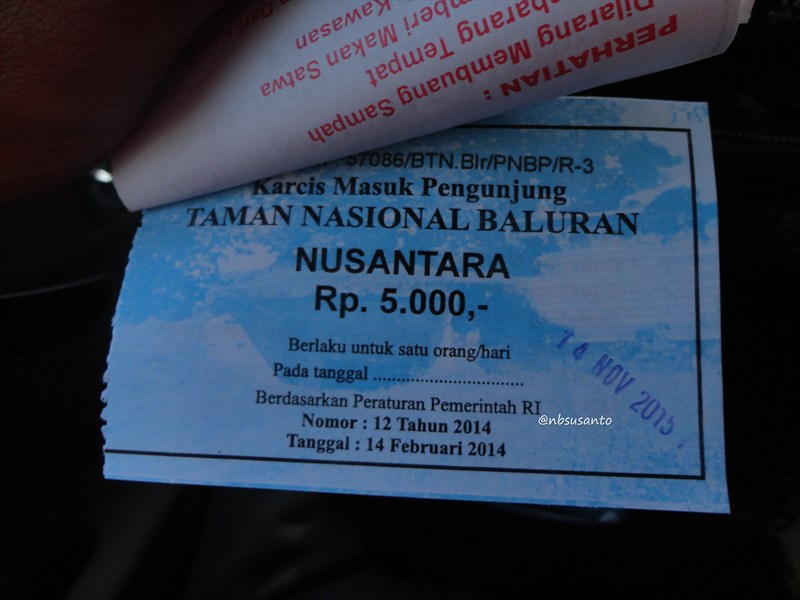 PERHATIAN :
Dilarang Membuang Sampah
Tempat
Makan Satwa
Kawasan
57086/BTN.Blr/PNBP/R-3
Karcis Masuk Pengunjung
TAMAN NASIONAL BALURAN
NUSANTARA
Rp. 5.000,-
Berlaku untuk satu orang/hari
Pada tanggal ................................
14 NOV 2015
Berdasarkan Peraturan Pemerintah RI
@nbsusanto
Nomor : 12 Tahun 2014
Tanggal : 14 Februari 2014